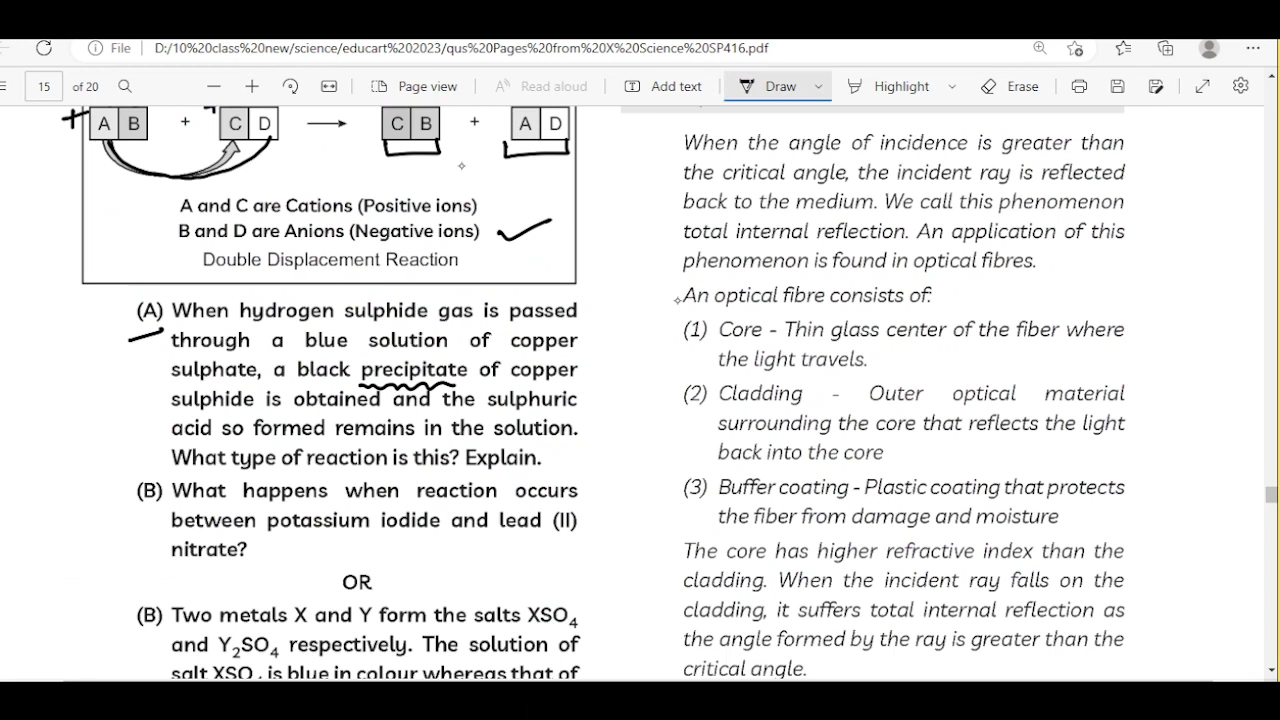 File
D:/10%20class%20new/science/educart%202023/qus%20Pages%20from%20X%20Science%20SP416.pdf
15 of 20
Page view
Read aloud
Add text
Draw
Highlight
Erase
A B + C D → C B + A D
A and C are Cations (Positive ions)
B and D are Anions (Negative ions)
Double Displacement Reaction
(A) When hydrogen sulphide gas is passed
through a blue solution of copper
sulphate, a black precipitate of copper
sulphide is obtained and the sulphuric
acid so formed remains in the solution.
What type of reaction is this? Explain.
(B) What happens when reaction occurs
between potassium iodide and lead (II)
nitrate?
OR
(B) Two metals X and Y form the salts XSO₄
and Y₂SO₄ respectively. The solution of
salt XSO₄ is blue in colour whereas that of
When the angle of incidence is greater than
the critical angle, the incident ray is reflected
back to the medium. We call this phenomenon
total internal reflection. An application of this
phenomenon is found in optical fibres.
An optical fibre consists of:
(1) Core - Thin glass center of the fiber where
the light travels.
(2) Cladding - Outer optical material
surrounding the core that reflects the light
back into the core
(3) Buffer coating - Plastic coating that protects
the fiber from damage and moisture
The core has higher refractive index than the
cladding. When the incident ray falls on the
cladding, it suffers total internal reflection as
the angle formed by the ray is greater than the
critical angle.